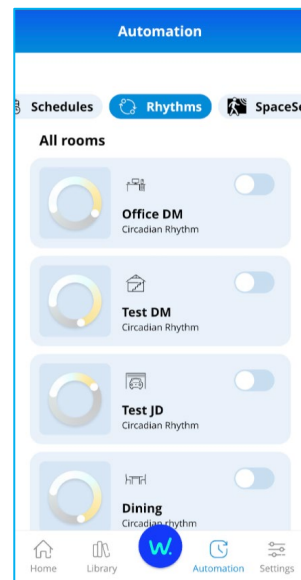 Automation
Schedules
Rhythms
SpaceSe
All rooms
Office DM
Circadian Rhythm
Test DM
Circadian Rhythm
Test JD
Circadian Rhythm
Dining
Circadian rhythm
W.
Home
Library
Automation
Settings